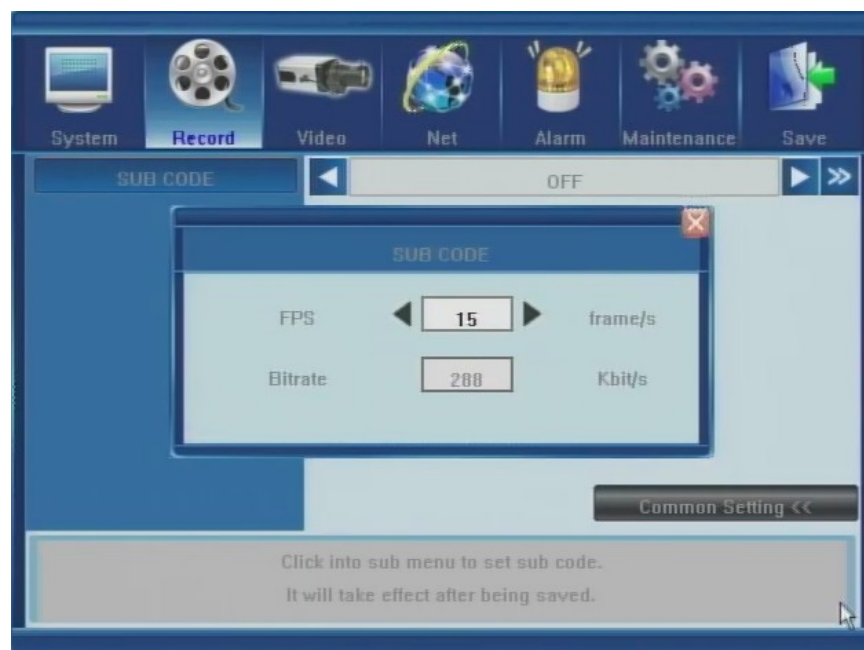 System Record Video Net Alarm Maintenance Save
SUB CODE OFF
SUB CODE
FPS 15 frame/s
Bitrate 288 Kbit/s
Common Setting <<
Click into sub menu to set sub code.
It will take effect after being saved.